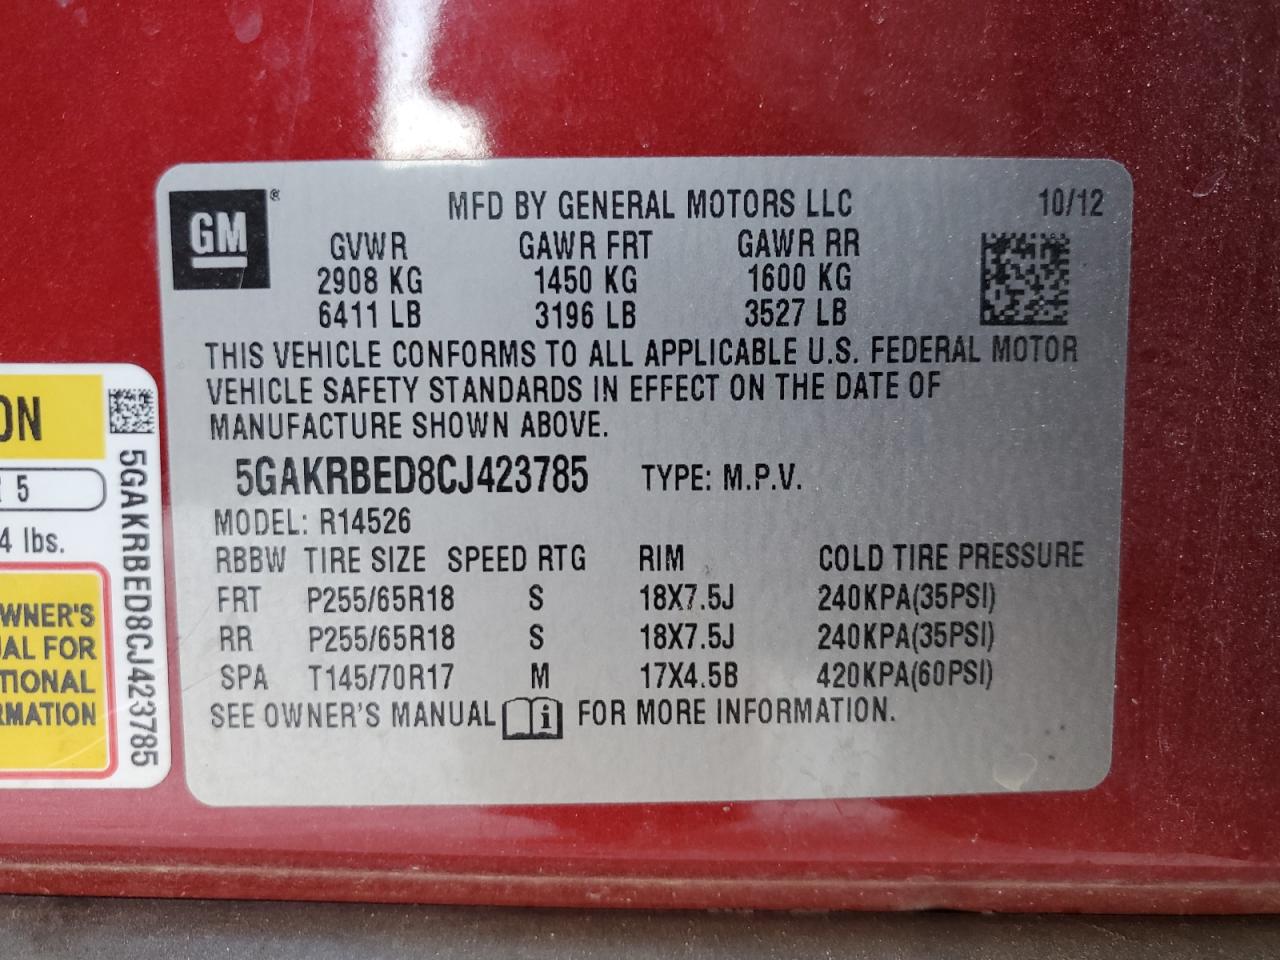 GM ®
MFD BY GENERAL MOTORS LLC 10/12
GVWR GAWR FRT GAWR RR
2908 KG 1450 KG 1600 KG
6411 LB 3196 LB 3527 LB
THIS VEHICLE CONFORMS TO ALL APPLICABLE U.S. FEDERAL MOTOR
VEHICLE SAFETY STANDARDS IN EFFECT ON THE DATE OF
MANUFACTURE SHOWN ABOVE.
5GAKRBED8CJ423785 TYPE: M.P.V.
MODEL: R14526
RBBW TIRE SIZE SPEED RTG RIM COLD TIRE PRESSURE
FRT P255/65R18 S 18X7.5J 240KPA(35PSI)
RR P255/65R18 S 18X7.5J 240KPA(35PSI)
SPA T145/70R17 M 17X4.5B 420KPA(60PSI)
SEE OWNER'S MANUAL i FOR MORE INFORMATION.
ON
R 5
4 lbs.
WNER'S
AL FOR
TIONAL
RMATION
5GAKRBED8CJ423785